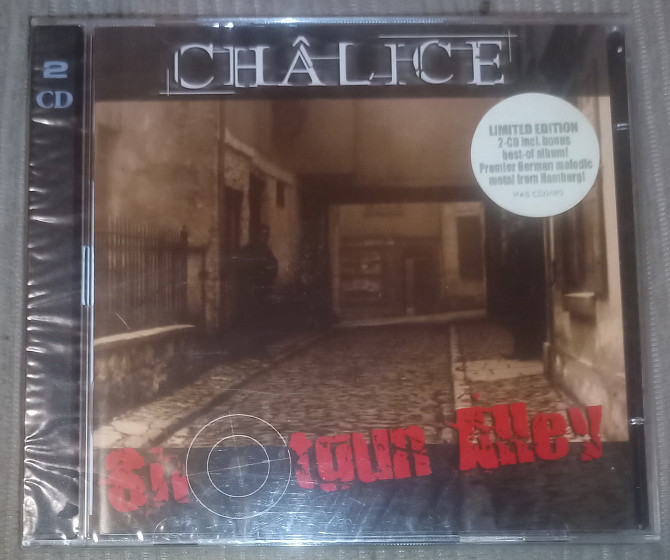 2
CD
CHÂLICE
LIMITED EDITION
2-CD incl. bonus
best-of album!
Premier German melodic
metal from Hamburg!
Shotgun Alley